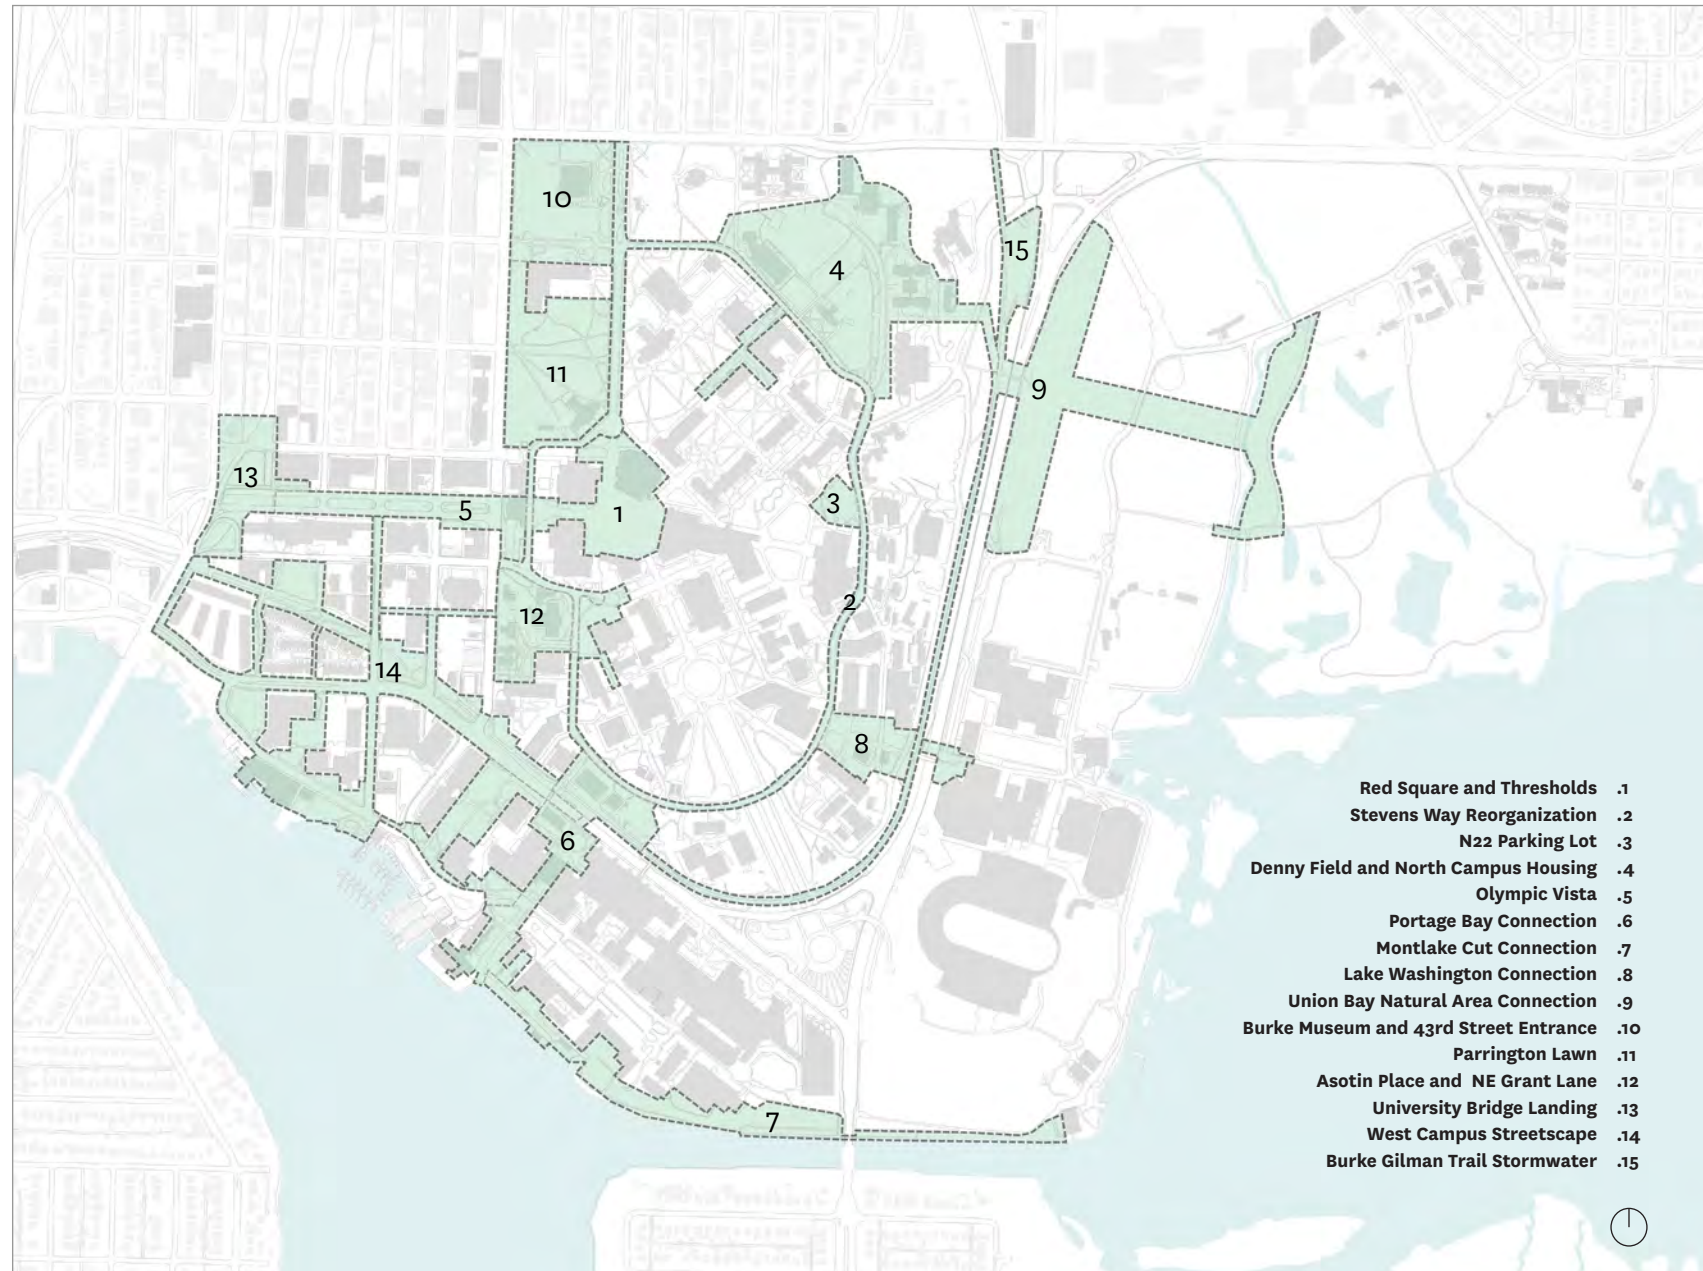 10
15
4
9
11
13
5
1
3
2
12
14
8
6
7
Red Square and Thresholds .1
Stevens Way Reorganization .2
N22 Parking Lot .3
Denny Field and North Campus Housing .4
Olympic Vista .5
Portage Bay Connection .6
Montlake Cut Connection .7
Lake Washington Connection .8
Union Bay Natural Area Connection .9
Burke Museum and 43rd Street Entrance .10
Parrington Lawn .11
Asotin Place and NE Grant Lane .12
University Bridge Landing .13
West Campus Streetscape .14
Burke Gilman Trail Stormwater .15